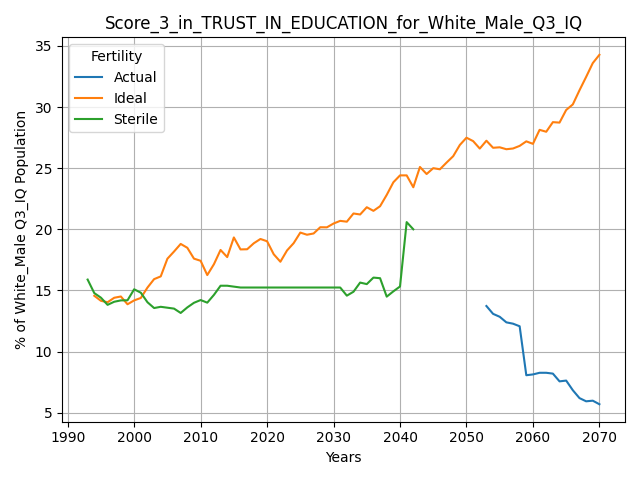 Score_3_in_TRUST_IN_EDUCATION_for_White_Male_Q3_IQ
% of White_Male Q3_IQ Population
35
30
25
20
15
10
5
Fertility
Actual
Ideal
Sterile
1990 2000 2010 2020 2030 2040 2050 2060 2070
Years